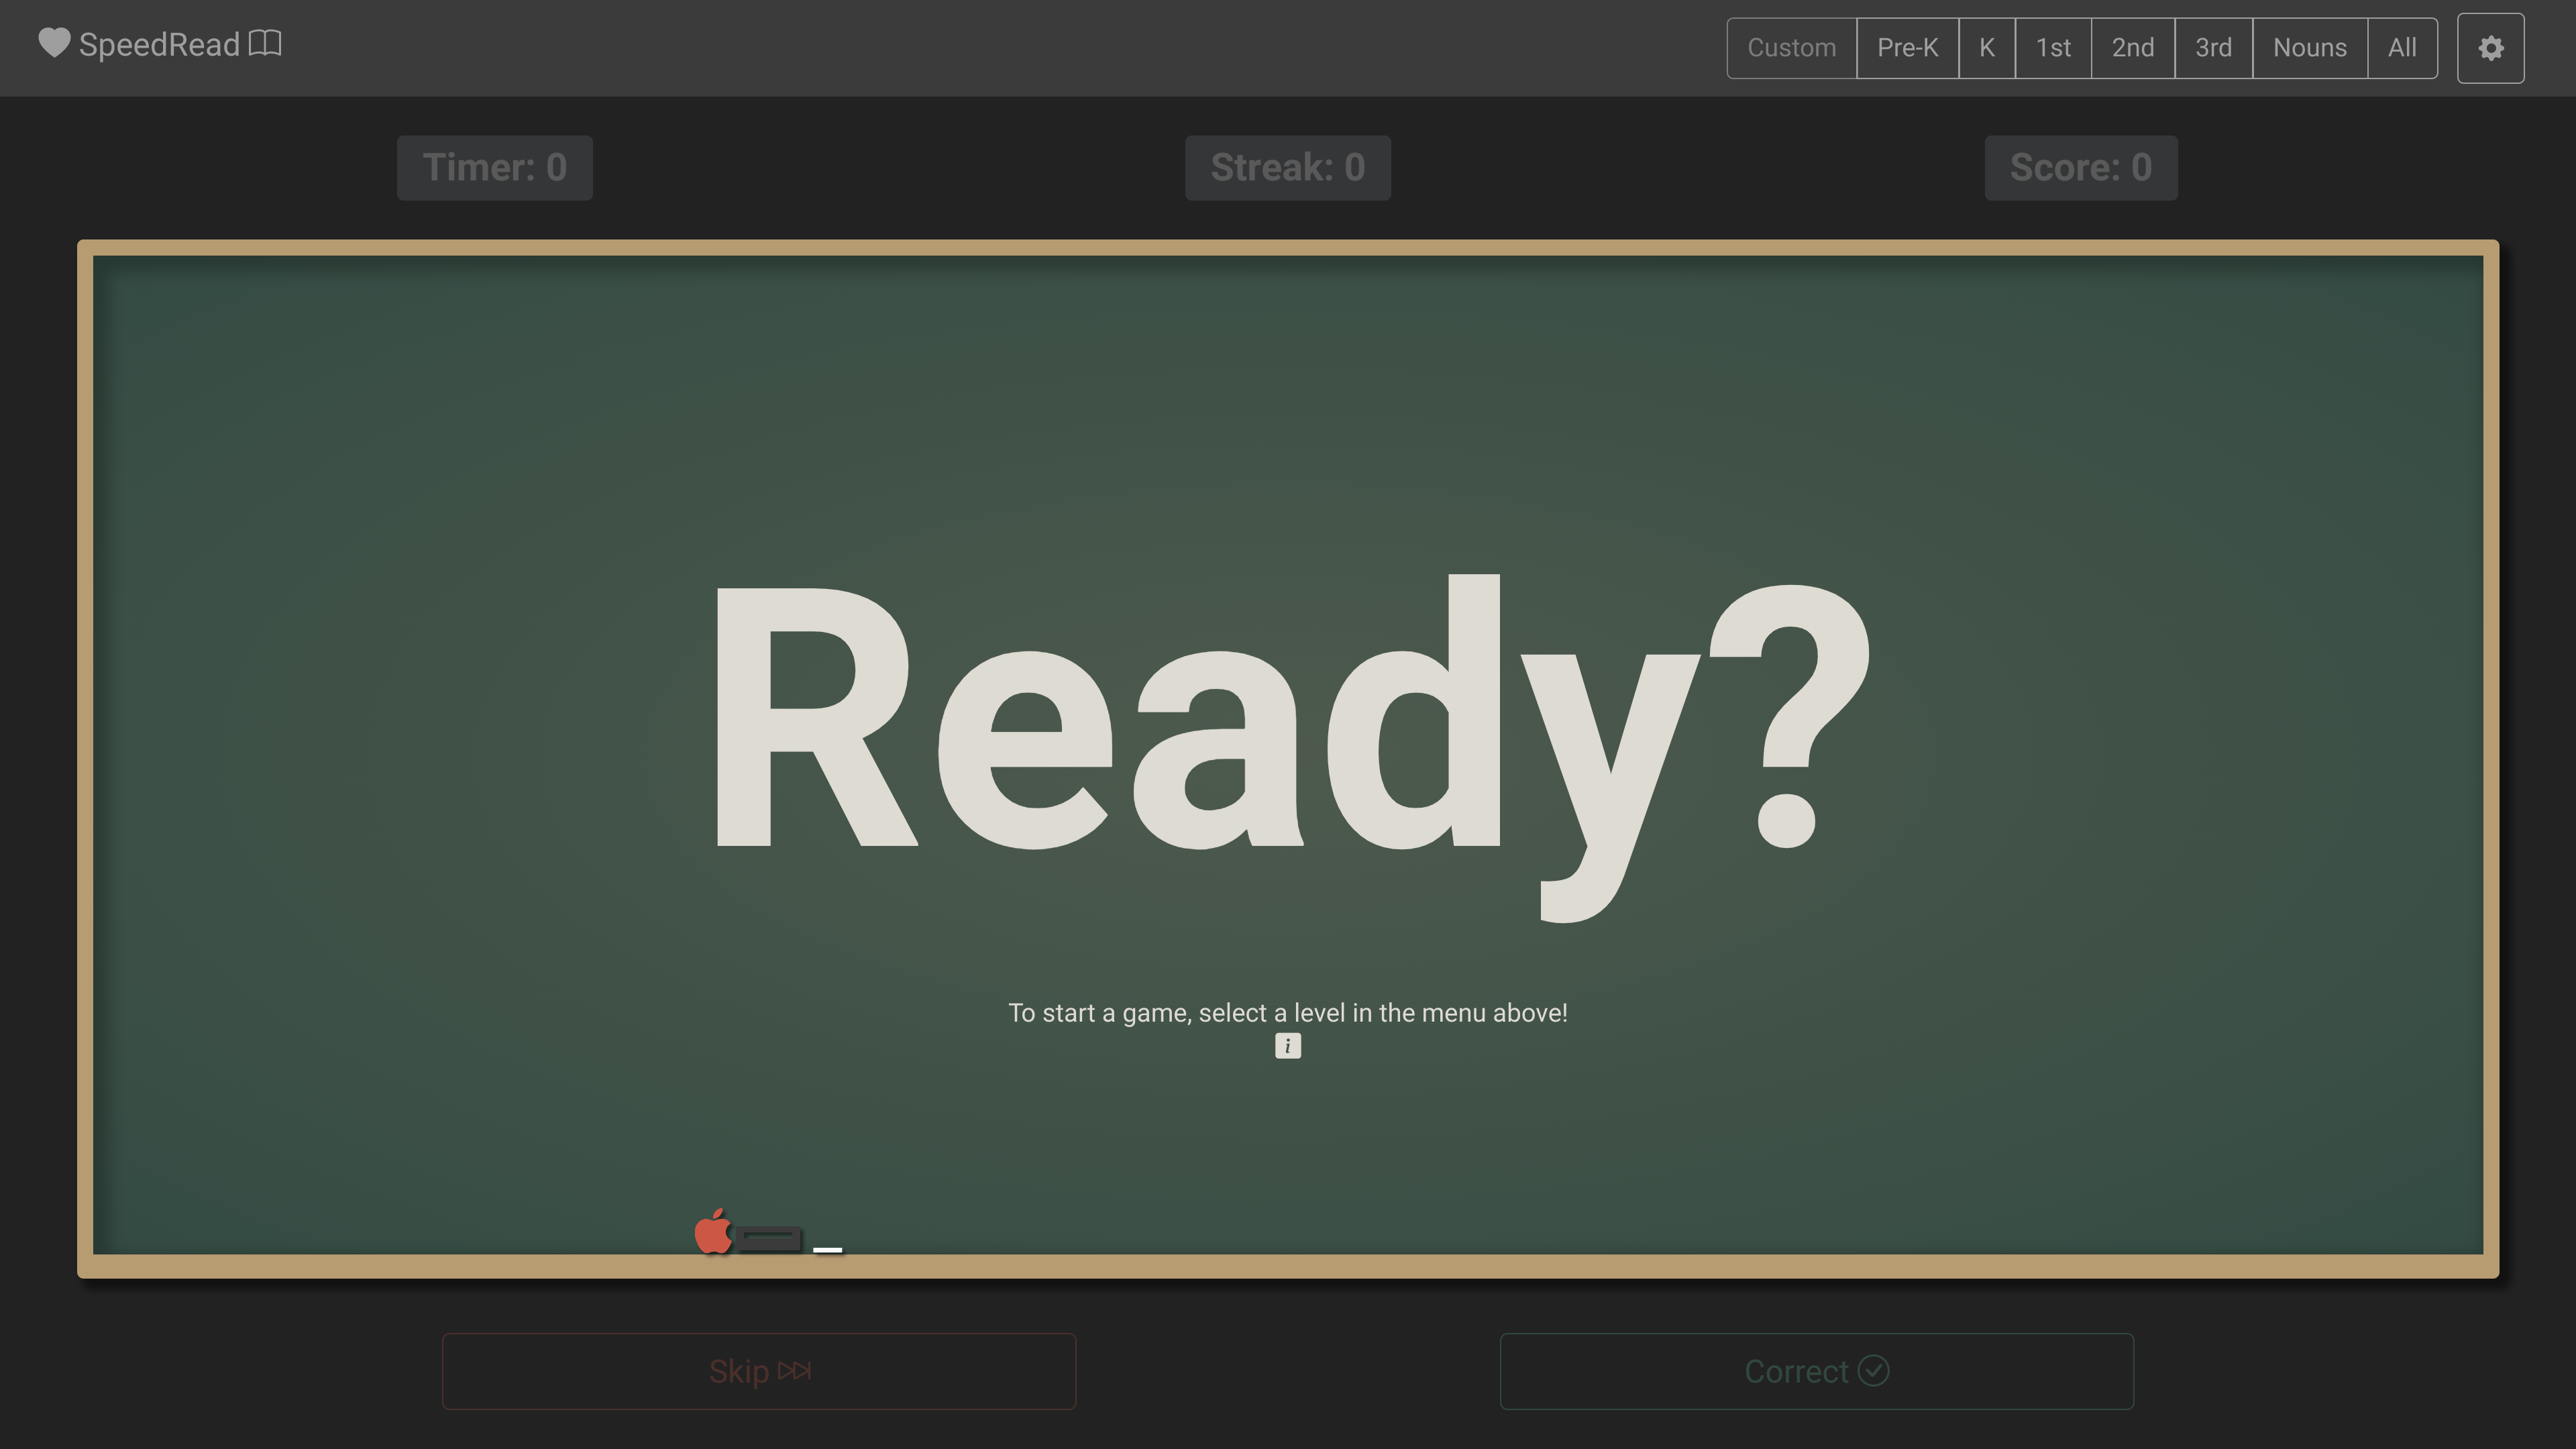 SpeedRead
Custom Pre-K K 1st 2nd 3rd Nouns All
Timer: 0 Streak: 0 Score: 0
Ready?
To start a game, select a level in the menu above!
i
Skip Correct